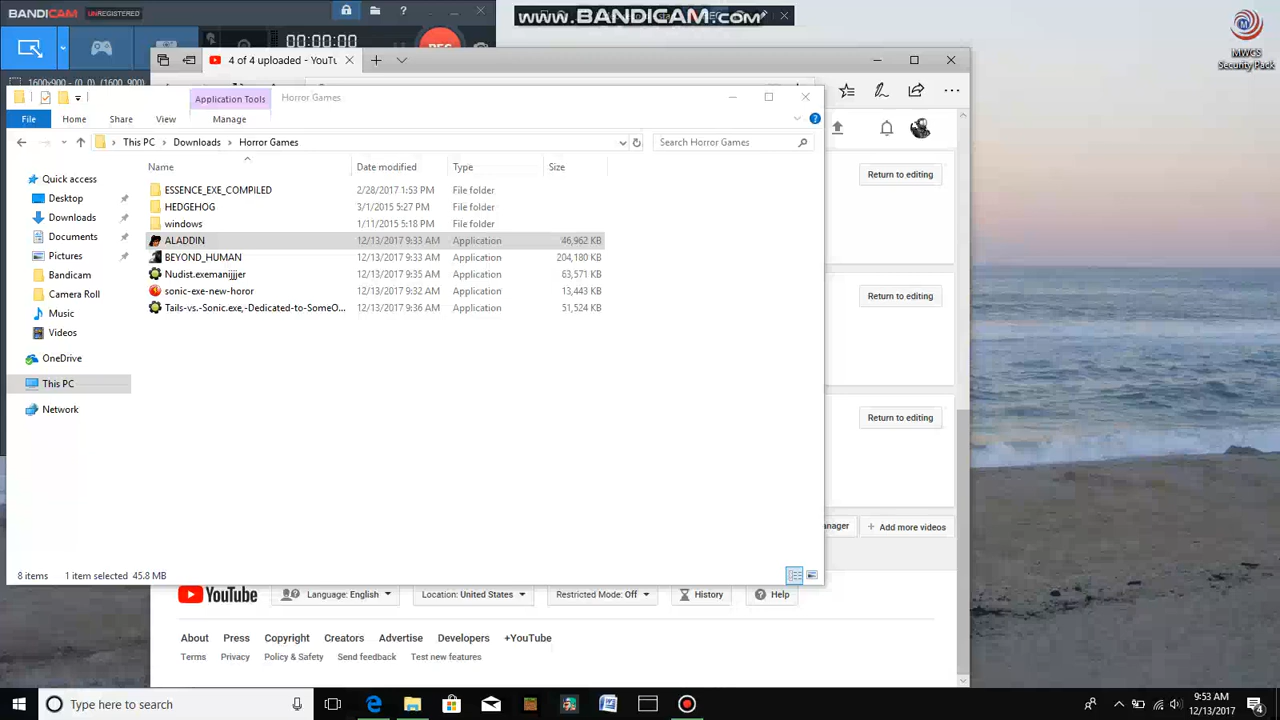 BANDICAM UNREGISTERED
www.BANDICAM.com
00:00:00
REC
1600x900 - (0, 0), (1600, 900)
MWCS
Security Pack
4 of 4 uploaded - YouTu
Application Tools
Horror Games
File Home Share View Manage
This PC Downloads Horror Games
Search Horror Games
Name Date modified Type Size
Quick access
Desktop
Downloads
Documents
Pictures
Bandicam
Camera Roll
Music
Videos
OneDrive
This PC
Network
ESSENCE_EXE_COMPILED 2/28/2017 1:53 PM File folder
HEDGEHOG 3/1/2015 5:27 PM File folder
windows 1/11/2015 5:18 PM File folder
ALADDIN 12/13/2017 9:33 AM Application 46,962 KB
BEYOND_HUMAN 12/13/2017 9:33 AM Application 204,180 KB
Nudist.exemanijjjer 12/13/2017 9:35 AM Application 63,571 KB
sonic-exe-new-horor 12/13/2017 9:32 AM Application 13,443 KB
Tails-vs.-Sonic.exe,-Dedicated-to-SomeO... 12/13/2017 9:36 AM Application 51,524 KB
8 items 1 item selected 45.8 MB
Return to editing
Return to editing
Return to editing
anager + Add more videos
YouTube Language: English Location: United States Restricted Mode: Off History Help
About Press Copyright Creators Advertise Developers +YouTube
Terms Privacy Policy & Safety Send feedback Test new features
Type here to search
9:53 AM
12/13/2017
4